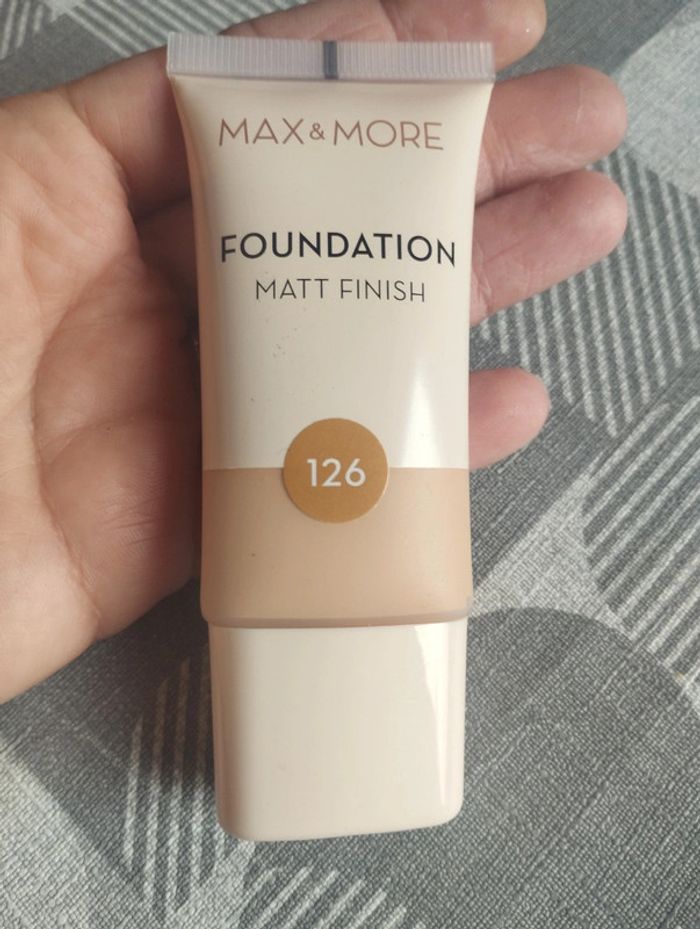 MAX & MORE
FOUNDATION
MATT FINISH
126